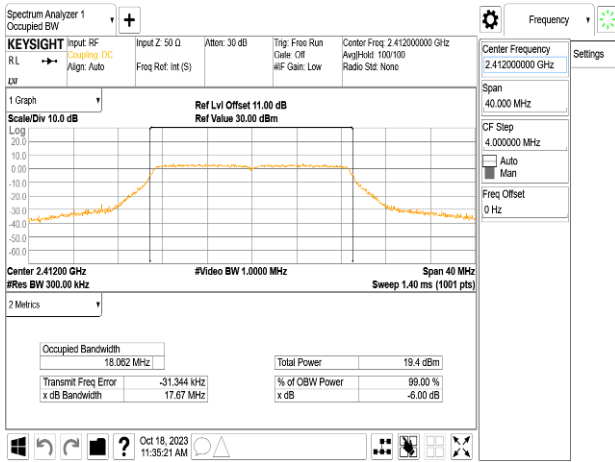 Spectrum Analyzer 1
Occupied BW
Frequency
KEYSIGHT
RL
Input: RF
Coupling: DC
Align: Auto
Input Z: 50 Ω
Freq Ref: Int (S)
Atten: 30 dB
Trig: Free Run
Gate: Off
#IF Gain: Low
Center Freq: 2.412000000 GHz
Avg|Hold: 100/100
Radio Std: None
Center Frequency
2.412000000 GHz
Settings
Span
40.000 MHz
CF Step
4.000000 MHz
Auto
Man
Freq Offset
0 Hz
1 Graph
Scale/Div 10.0 dB
Ref Lvl Offset 11.00 dB
Ref Value 30.00 dBm
Log
20.0
10.0
0.00
-10.0
-20.0
-30.0
-40.0
-50.0
-60.0
Center 2.41200 GHz
#Video BW 1.0000 MHz
Span 40 MHz
#Res BW 300.00 kHz
Sweep 1.40 ms (1001 pts)
2 Metrics
Occupied Bandwidth
18.062 MHz
Total Power 19.4 dBm
Transmit Freq Error -31.344 kHz
% of OBW Power 99.00 %
x dB Bandwidth 17.67 MHz
x dB -6.00 dB
Oct 18, 2023
11:35:21 AM